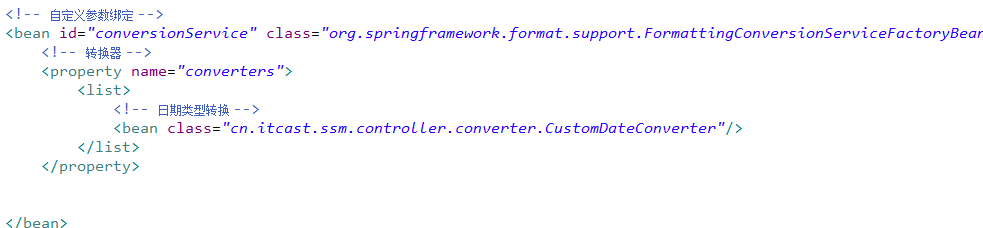 <!-- 自定义参数绑定 -->
<bean id="conversionService" class="org.springframework.format.support.FormattingConversionServiceFactoryBean
<!-- 转换器 -->
<property name="converters">
<list>
<!-- 日期类型转换 -->
<bean class="cn.itcast.ssm.controller.converter.CustomDateConverter"/>
</list>
</property>
</bean>